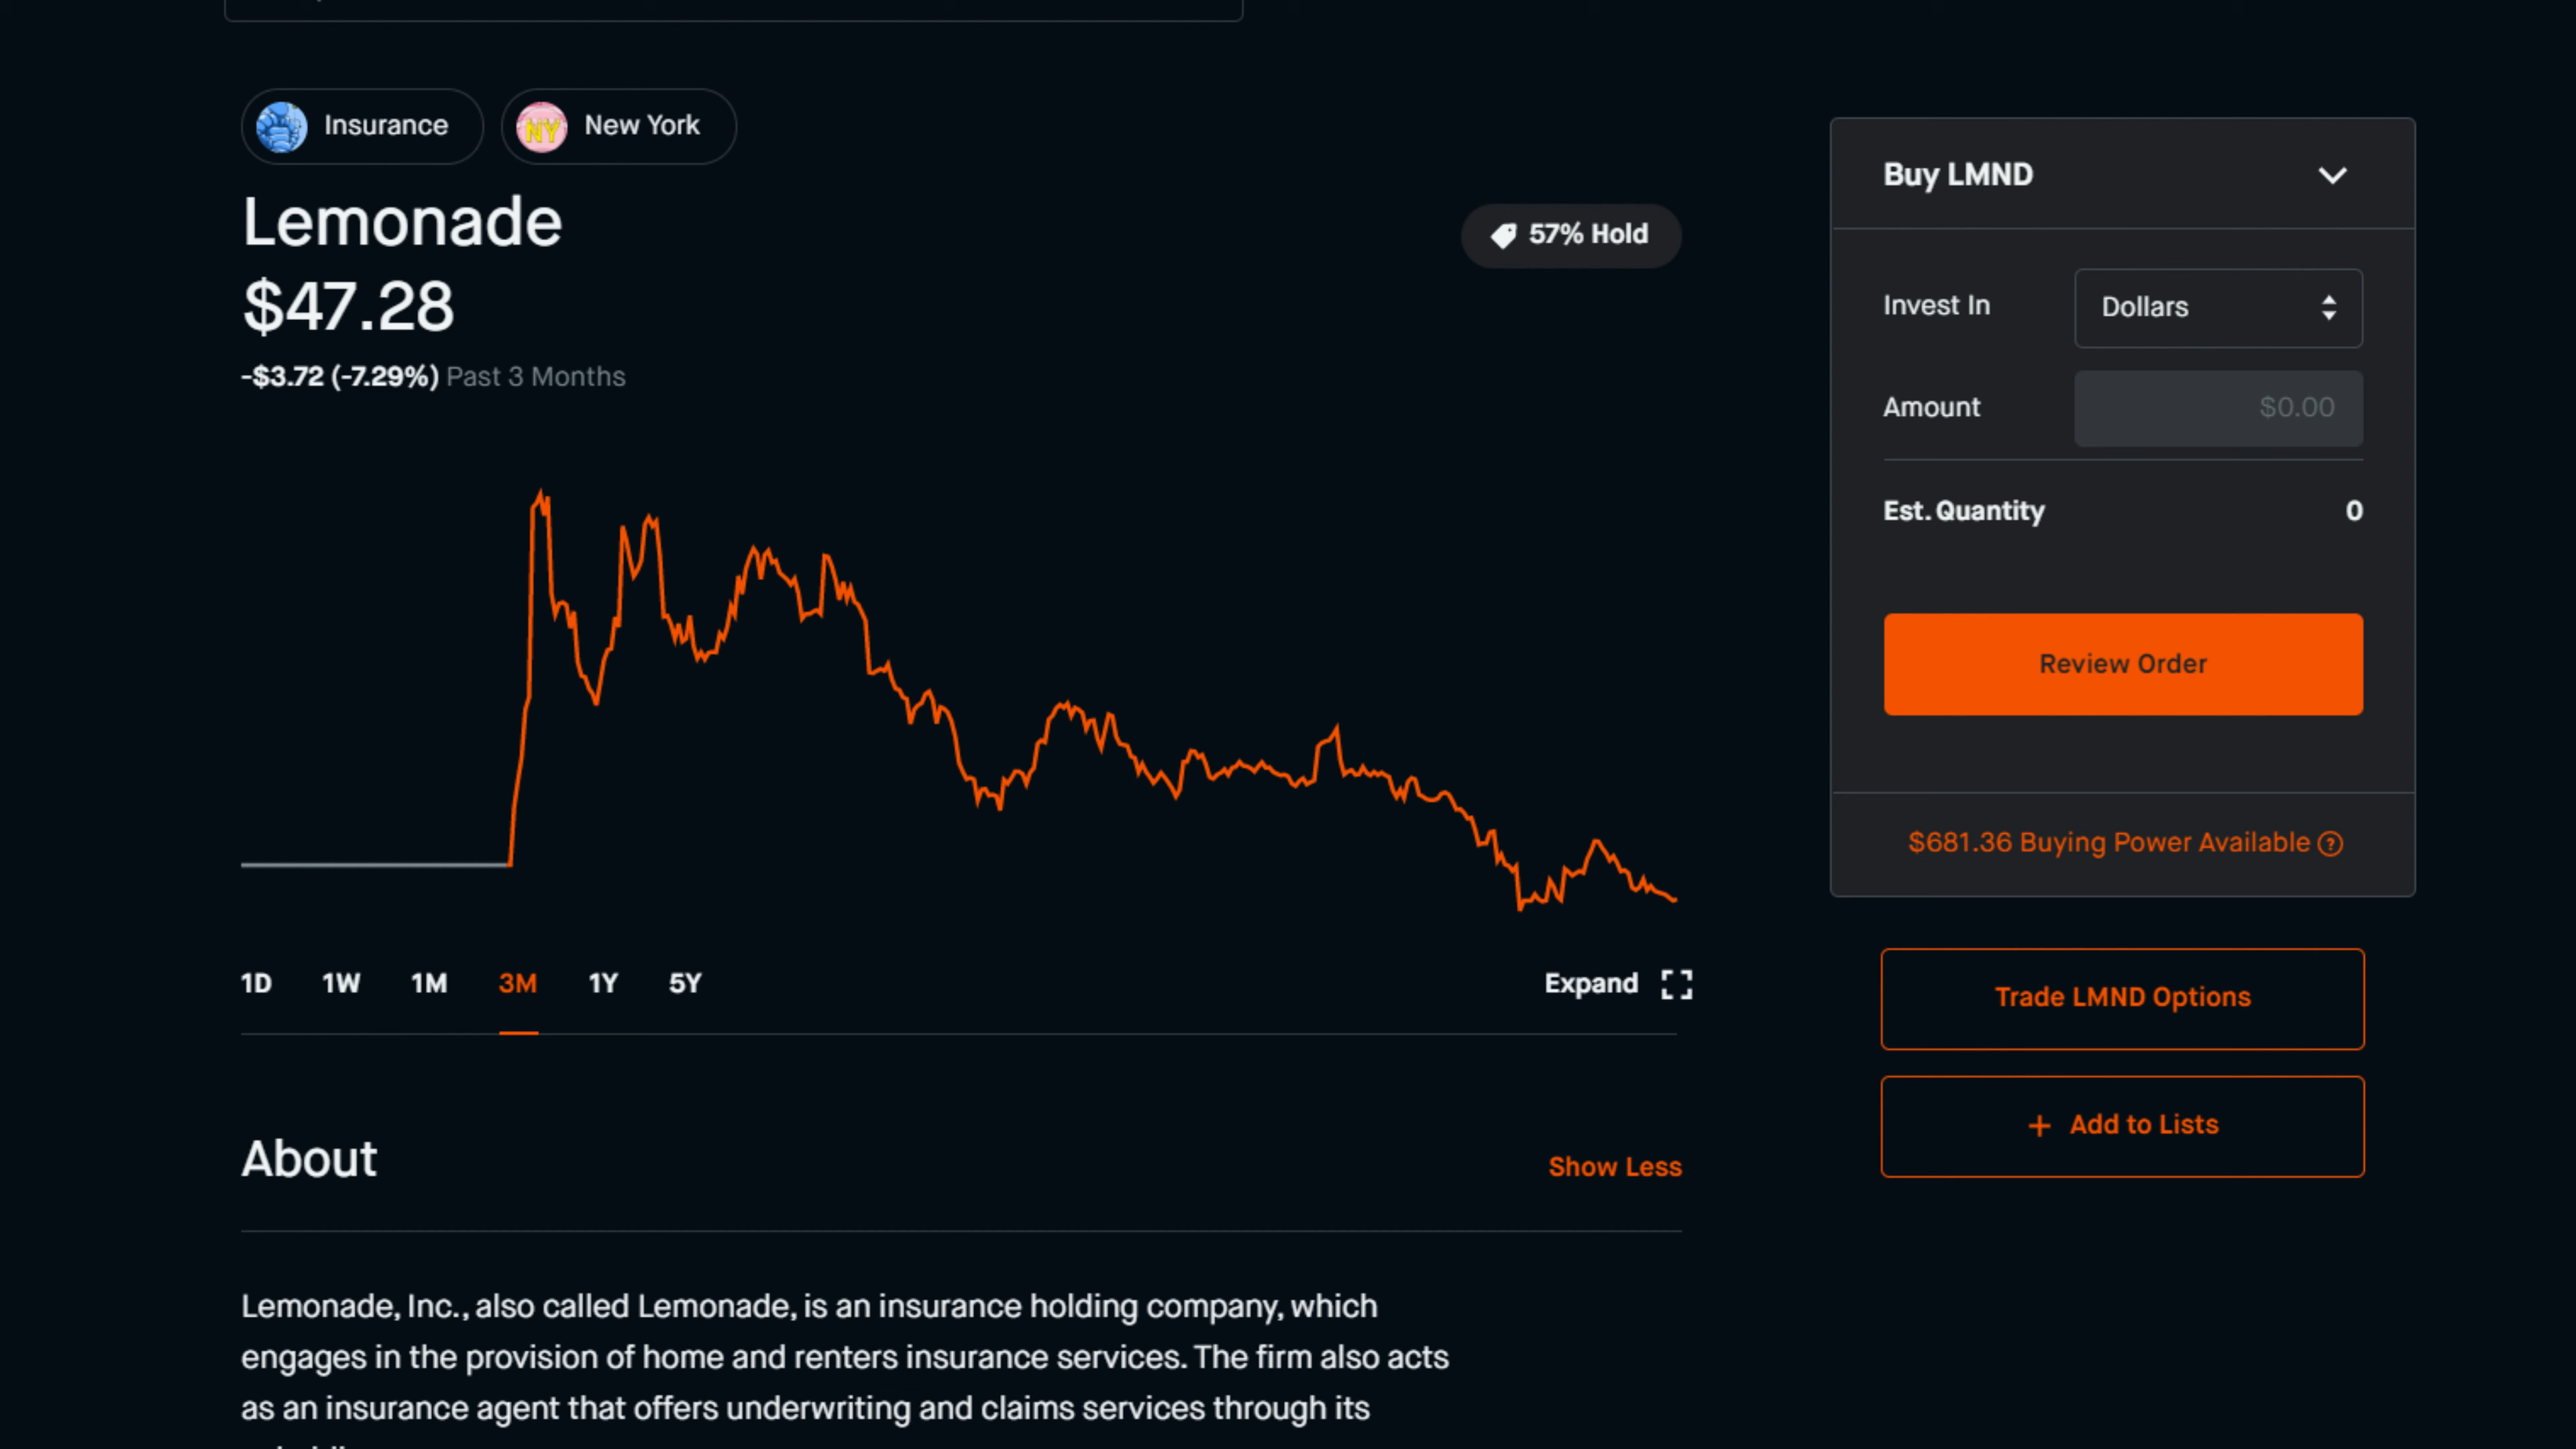 Insurance
NY
New York
Lemonade
$47.28
-$3.72 (-7.29%) Past 3 Months
57% Hold
1D 1W 1M 3M 1Y 5Y
Expand
About
Show Less
Lemonade, Inc., also called Lemonade, is an insurance holding company, which
engages in the provision of home and renters insurance services. The firm also acts
as an insurance agent that offers underwriting and claims services through its
Buy LMND
Invest In Dollars
Amount $0.00
Est. Quantity 0
Review Order
$681.36 Buying Power Available ?
Trade LMND Options
+ Add to Lists